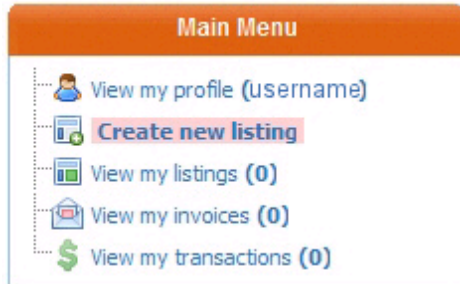 Main Menu
View my profile (username)
Create new listing
View my listings (0)
View my invoices (0)
View my transactions (0)